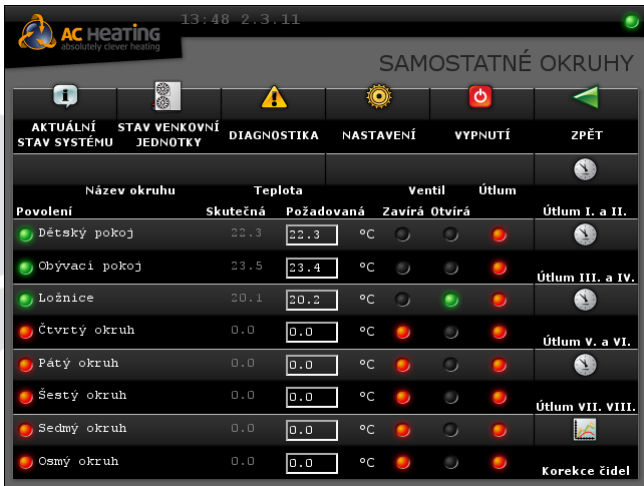 13:48 2.3.11
AC Heating
absolutely clever heating
SAMOSTATNÉ OKRUHY
AKTUÁLNÍ STAV SYSTÉMU
STAV VENKOVNÍ JEDNOTKY
DIAGNOSTIKA
NASTAVENÍ
VYPNUTÍ
ZPĚT
Název okruhu Teplota Ventil Útlum
Povolení Skutečná Požadovaná Zavírá Otvírá Útlum I. a II.
Dětský pokoj 22.3 22.3 °C
Obývaci pokoj 23.5 23.4 °C Útlum III. a IV.
Ložnice 20.1 20.2 °C
Čtvrtý okruh 0.0 0.0 °C Útlum V. a VI.
Pátý okruh 0.0 0.0 °C
Šestý okruh 0.0 0.0 °C Útlum VII. VIII.
Sedmý okruh 0.0 0.0 °C
Osmý okruh 0.0 0.0 °C Korekce čidel